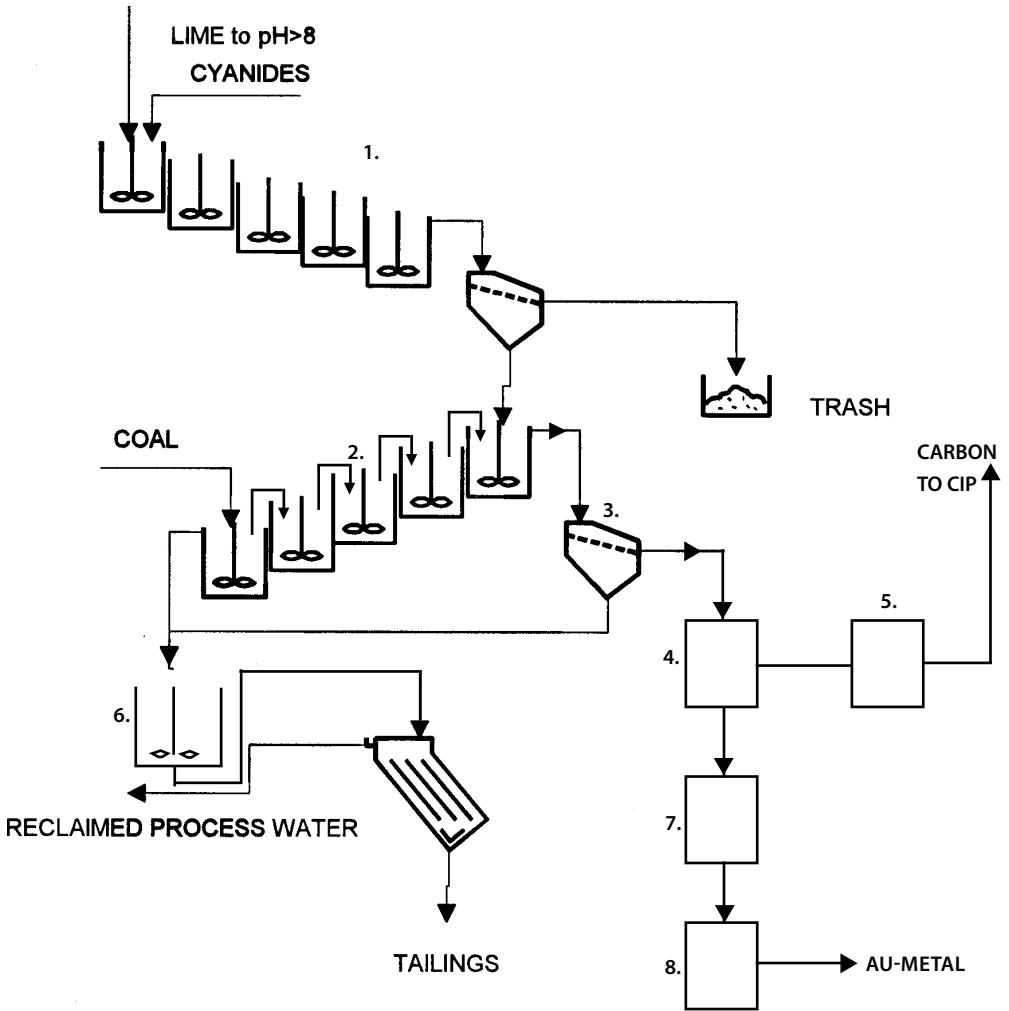 LIME to pH>8
CYANIDES
1.
TRASH
COAL
2.
CARBON
TO CIP
3.
5.
4.
6.
RECLAIMED PROCESS WATER
7.
TAILINGS
8.
AU-METAL